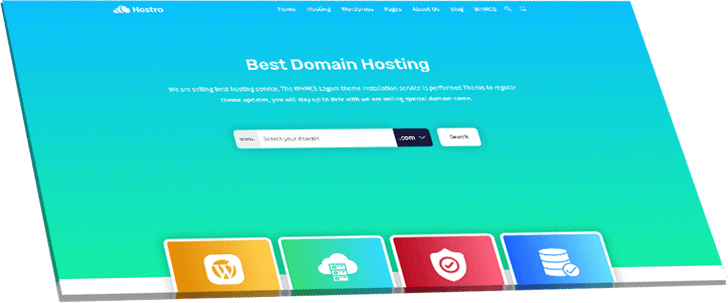 Hostro
Home Hosting Wordpress Pages About Us Blog WHMCS
Best Domain Hosting
We are selling best hosting service. The WHMCS Lagom theme installation service is performed Thanks to regular
theme updates, you will stay up to date with we are selling special domain name.
www. Search your domain .com Search